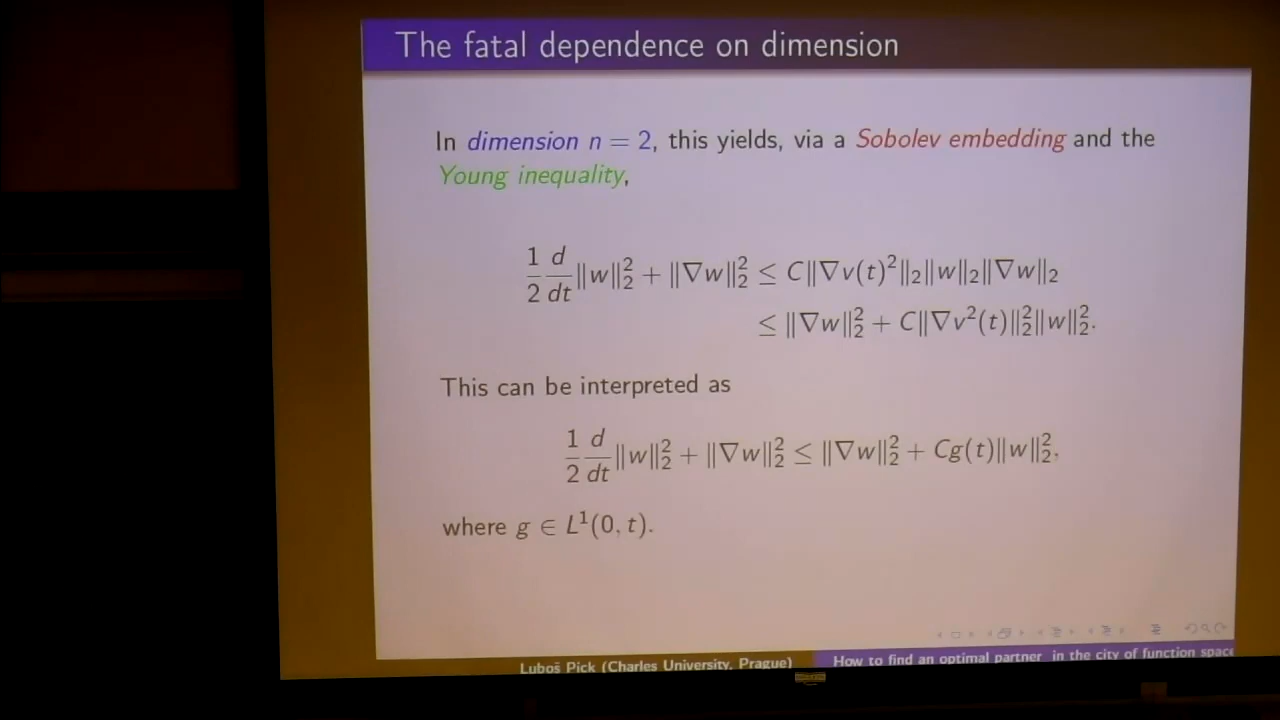 The fatal dependence on dimension
In dimension n = 2, this yields, via a Sobolev embedding and the
Young inequality,
1/2 d/dt ‖w‖₂² + ‖∇w‖₂² ≤ C‖∇v(t)²‖₂‖w‖₂‖∇w‖₂
≤ ‖∇w‖₂² + C‖∇v²(t)‖₂²‖w‖₂².
This can be interpreted as
1/2 d/dt ‖w‖₂² + ‖∇w‖₂² ≤ ‖∇w‖₂² + Cg(t)‖w‖₂²,
where g ∈ L¹(0, t).
Luboš Pick (Charles University, Prague) How to find an optimal partner in the city of function space